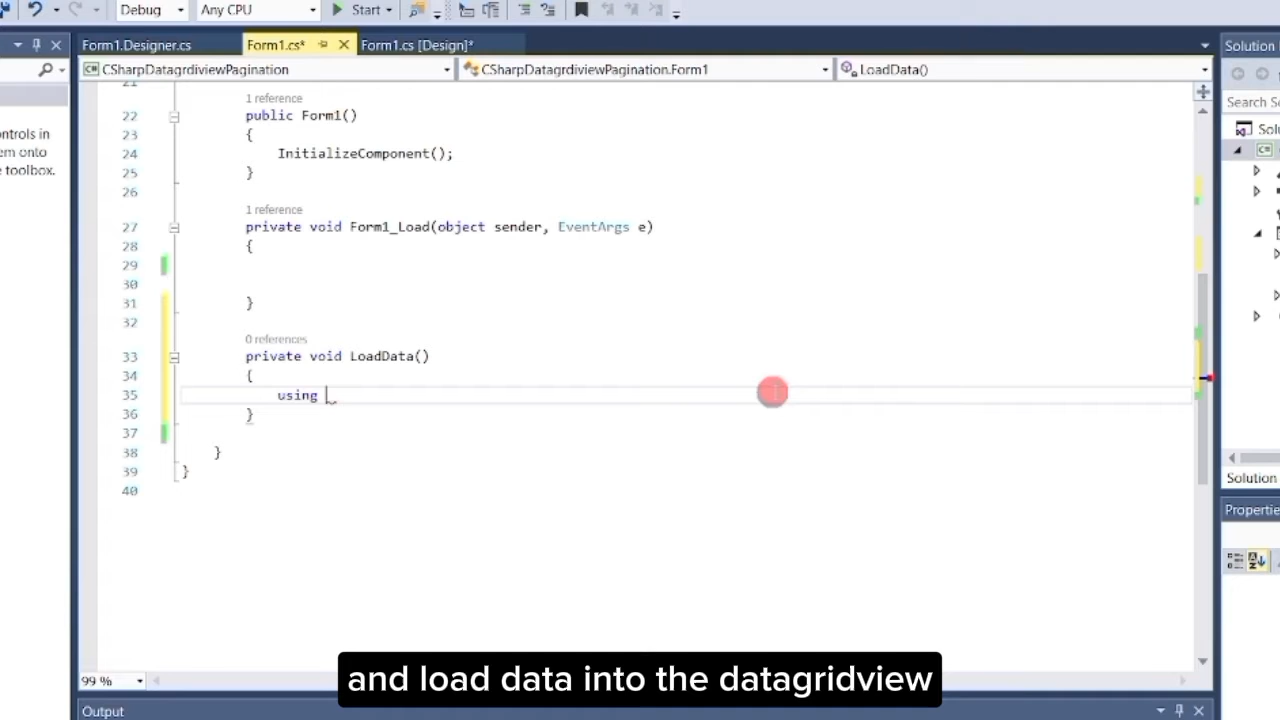 Debug
Any CPU
Start
Form1.Designer.cs
Form1.cs*
Form1.cs [Design]*
Solution
CSharpDatagrdiviewPagination
CSharpDatagrdiviewPagination.Form1
LoadData()
Search So
ontrols in
em onto
e toolbox.
21
1 reference
22 public Form1()
23 {
24 InitializeComponent();
25 }
26
1 reference
27 private void Form1_Load(object sender, EventArgs e)
28 {
29
30
31 }
32
0 references
33 private void LoadData()
34 {
35 using
36 }
37
38 }
39 }
40
Solu
Solution
Propertie
99 %
and load data into the datagridview
Output